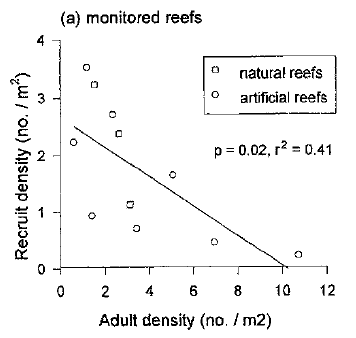 (a) monitored reefs
4
3
2
1
0
Recruit density (no. / m²)
natural reefs
artificial reefs
p = 0.02, r² = 0.41
0 2 4 6 8 10 12
Adult density (no. / m2)